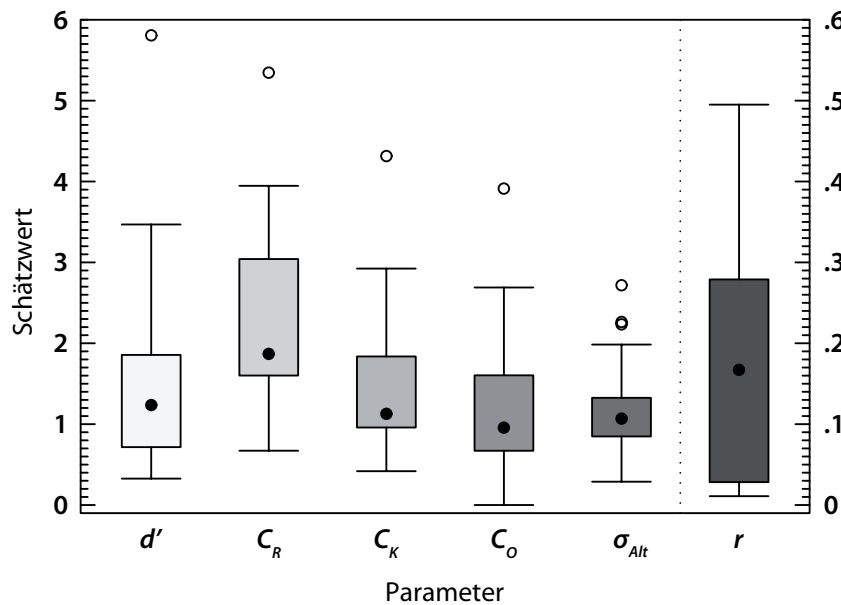 6 .6
5 .5
4 .4
3 .3
2 .2
1 .1
0 .0
Schätzwert
d' C_R C_K C_O σ_Alt r
Parameter